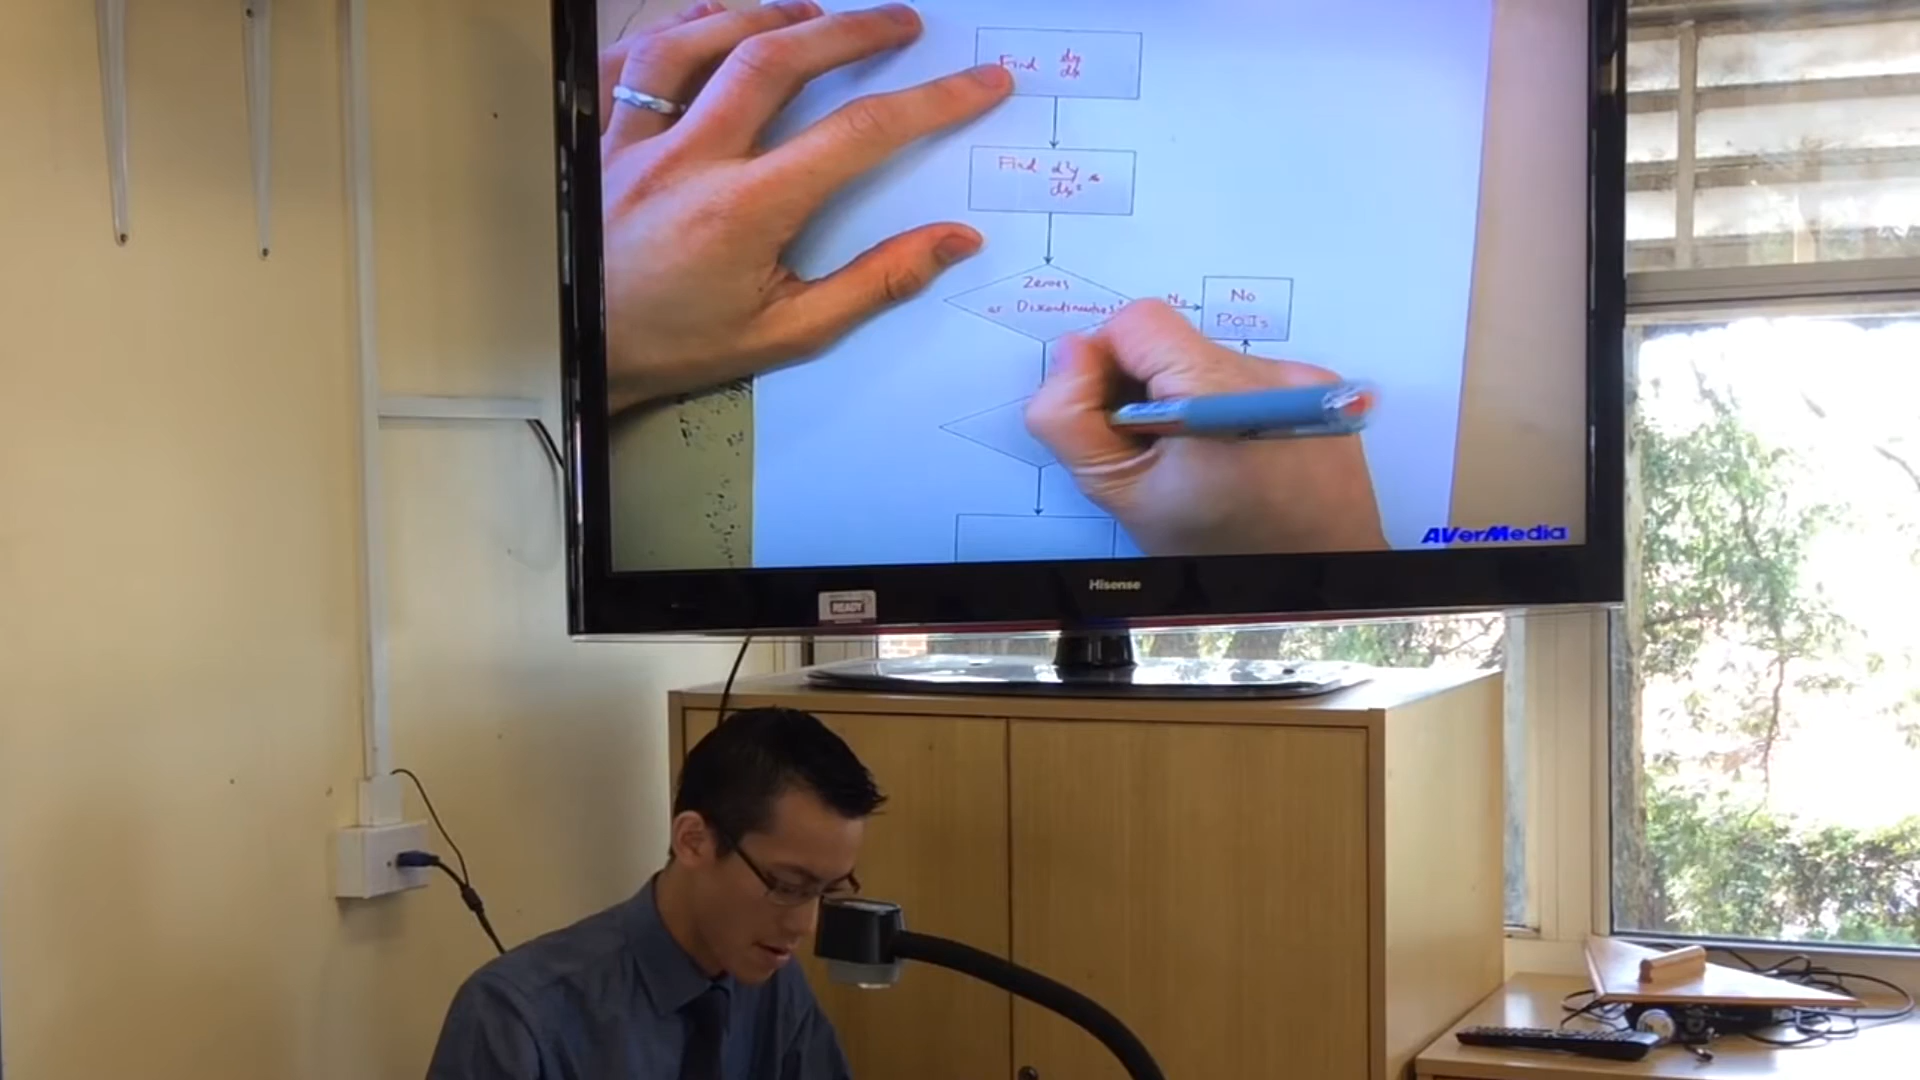 Find dy
dx
Find d²y
dx²
Zeroes
or Discontinuities?
No
No
POIs
AVerMedia
Hisense
READY